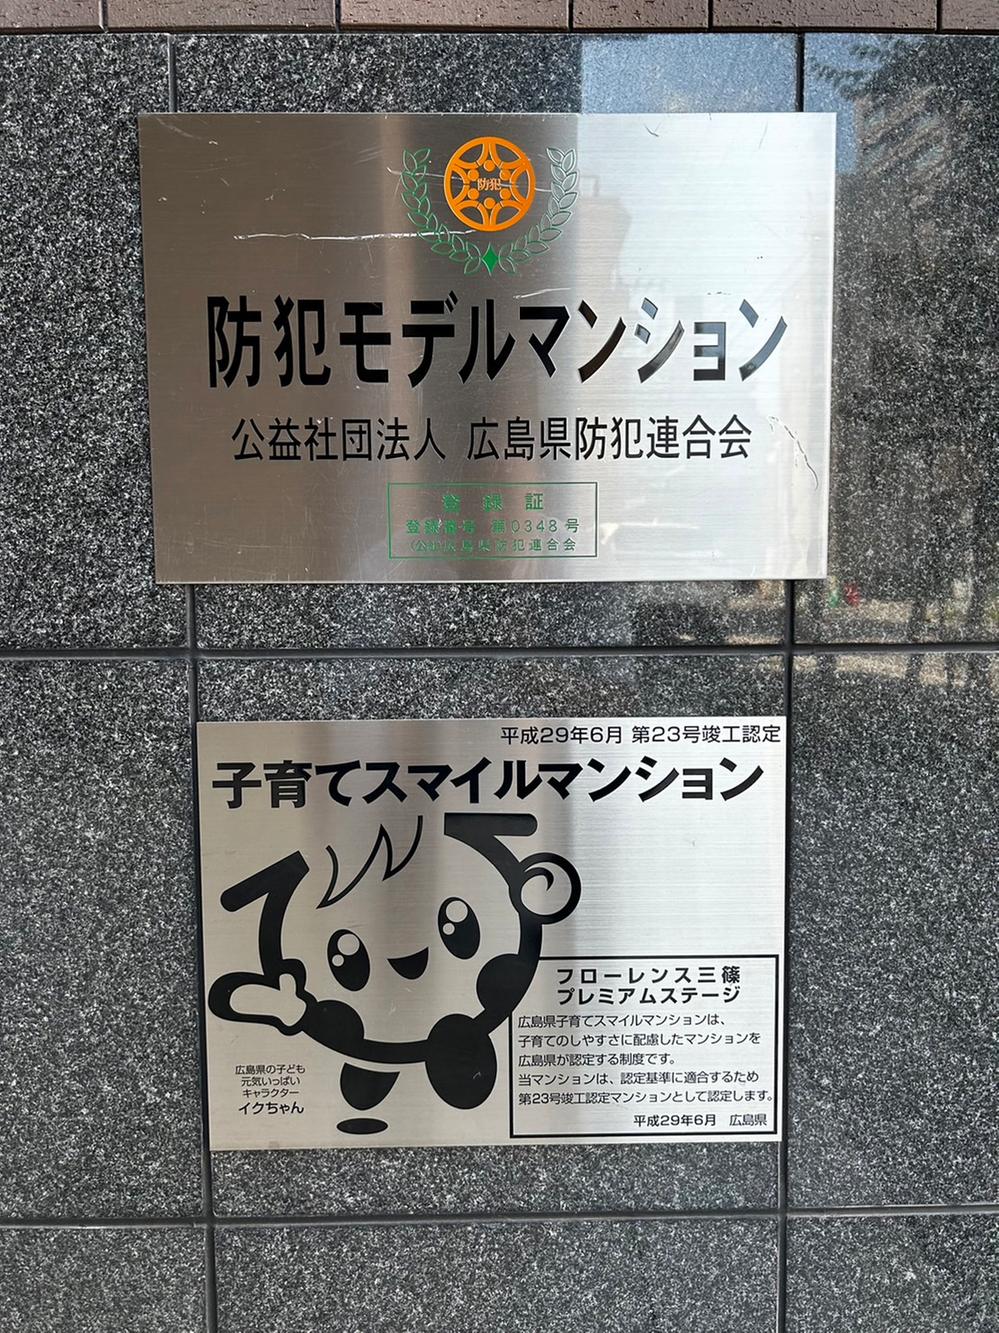 防犯
防犯モデルマンション
公益社団法人 広島県防犯連合会
登録証
登録番号 第0348号
(公社)広島県防犯連合会
平成29年6月 第23号竣工認定
子育てスマイルマンション
フローレンス三篠
プレミアムステージ
広島県子育てスマイルマンションは、
子育てのしやすさに配慮したマンションを
広島県が認定する制度です。
当マンションは、認定基準に適合するため
第23号竣工認定マンションとして認定します。
平成29年6月 広島県
広島県の子ども
元気いっぱい
キャラクター
イクちゃん